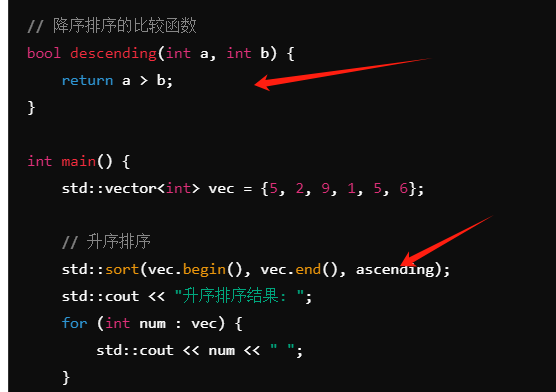 // 降序排序的比较函数
bool descending(int a, int b) {
    return a > b;
}
int main() {
    std::vector<int> vec = {5, 2, 9, 1, 5, 6};
    // 升序排序
    std::sort(vec.begin(), vec.end(), ascending);
    std::cout << "升序排序结果: ";
    for (int num : vec) {
        std::cout << num << " ";
    }